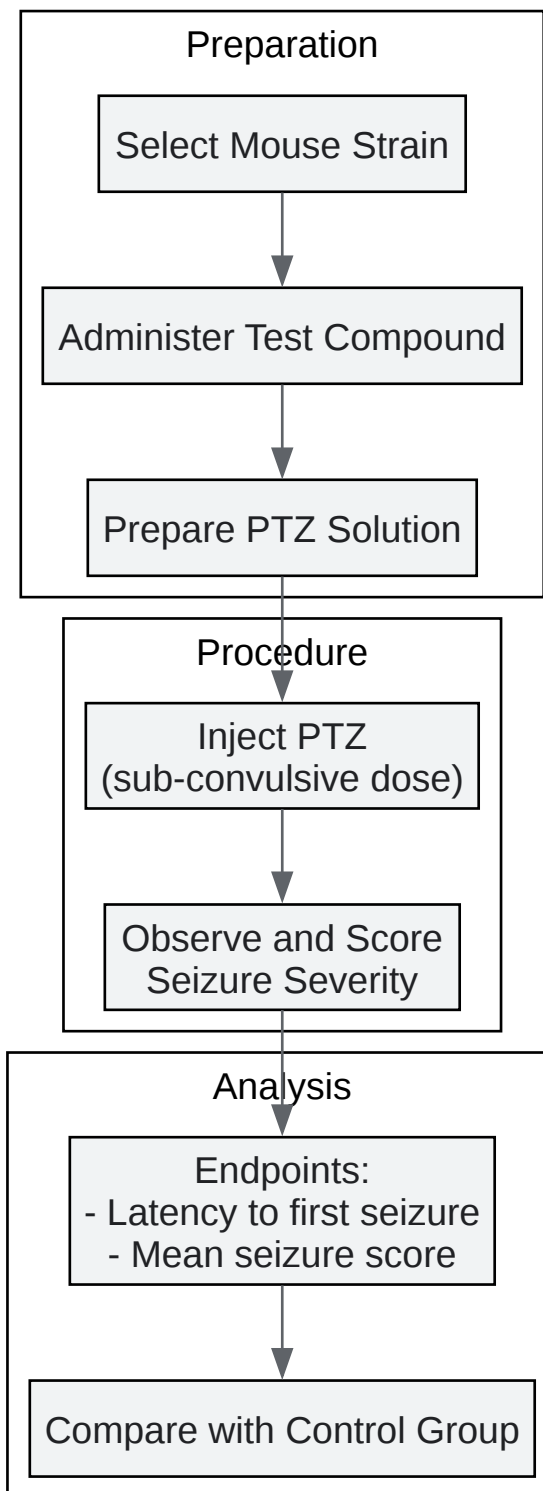 Preparation
Select Mouse Strain
Administer Test Compound
Prepare PTZ Solution
Procedure
Inject PTZ
(sub-convulsive dose)
Observe and Score
Seizure Severity
Analysis
Endpoints:
- Latency to first seizure
- Mean seizure score
Compare with Control Group